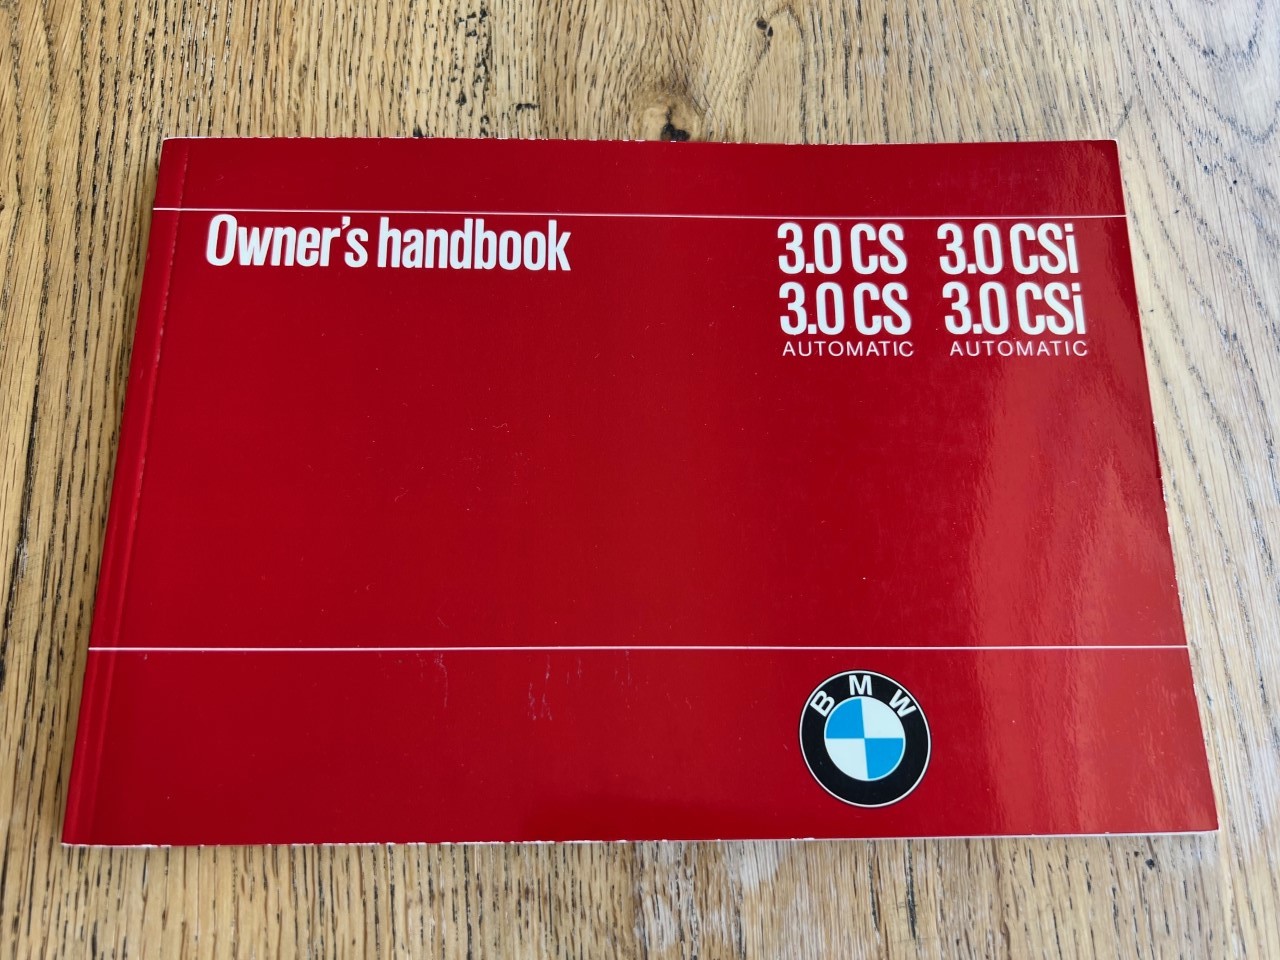 Owner's handbook
3.0 CS 3.0 CSi
3.0 CS 3.0 CSi
AUTOMATIC AUTOMATIC
BMW